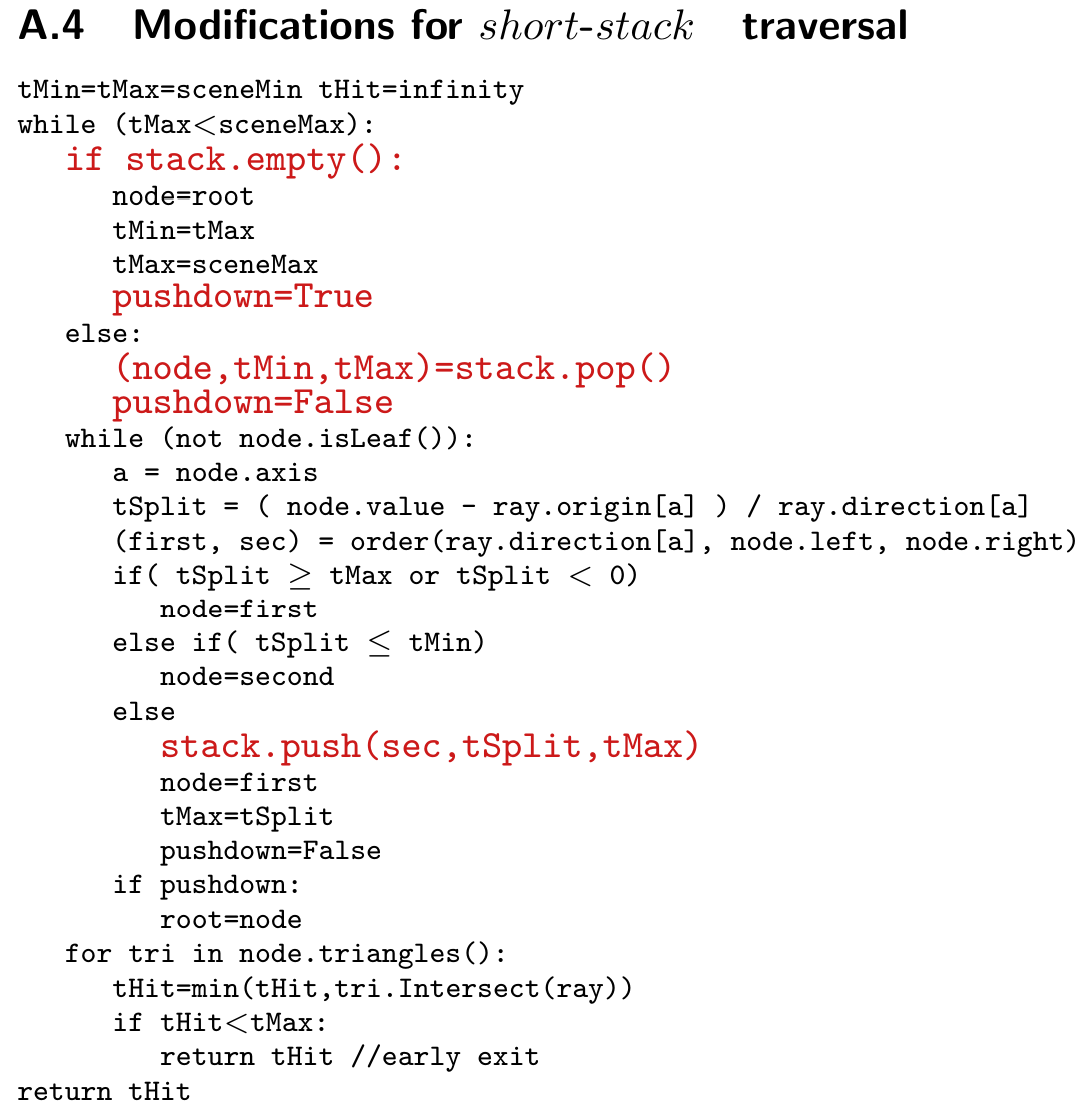 A.4 Modifications for short-stack traversal
tMin=tMax=sceneMin tHit=infinity
while (tMax<sceneMax):
if stack.empty():
node=root
tMin=tMax
tMax=sceneMax
pushdown=True
else:
(node,tMin,tMax)=stack.pop()
pushdown=False
while (not node.isLeaf()):
a = node.axis
tSplit = ( node.value - ray.origin[a] ) / ray.direction[a]
(first, sec) = order(ray.direction[a], node.left, node.right)
if( tSplit ≥ tMax or tSplit < 0)
node=first
else if( tSplit ≤ tMin)
node=second
else
stack.push(sec,tSplit,tMax)
node=first
tMax=tSplit
pushdown=False
if pushdown:
root=node
for tri in node.triangles():
tHit=min(tHit,tri.Intersect(ray))
if tHit<tMax:
return tHit //early exit
return tHit